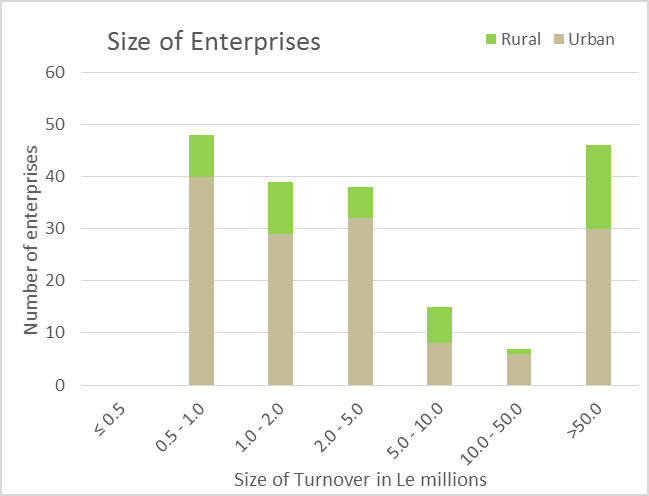 Size of Enterprises
Rural Urban
60
50
40
30
20
10
0
Number of enterprises
≤ 0.5
0.5 - 1.0
1.0 - 2.0
2.0 - 5.0
5.0 - 10.0
10.0 - 50.0
>50.0
Size of Turnover in Le millions